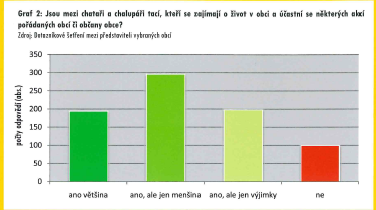 Graf 2: Jsou mezi chataři a chalupáři tací, kteří se zajímají o život v obci a účastní se některých akcí
pořádaných obcí či občany obce?
Zdroj: Dotazníkové šetření mezi představiteli vybraných obcí
počty odpovědí (abs.)
350
300
250
200
150
100
50
0
ano většina
ano, ale jen menšina
ano, ale jen výjimky
ne